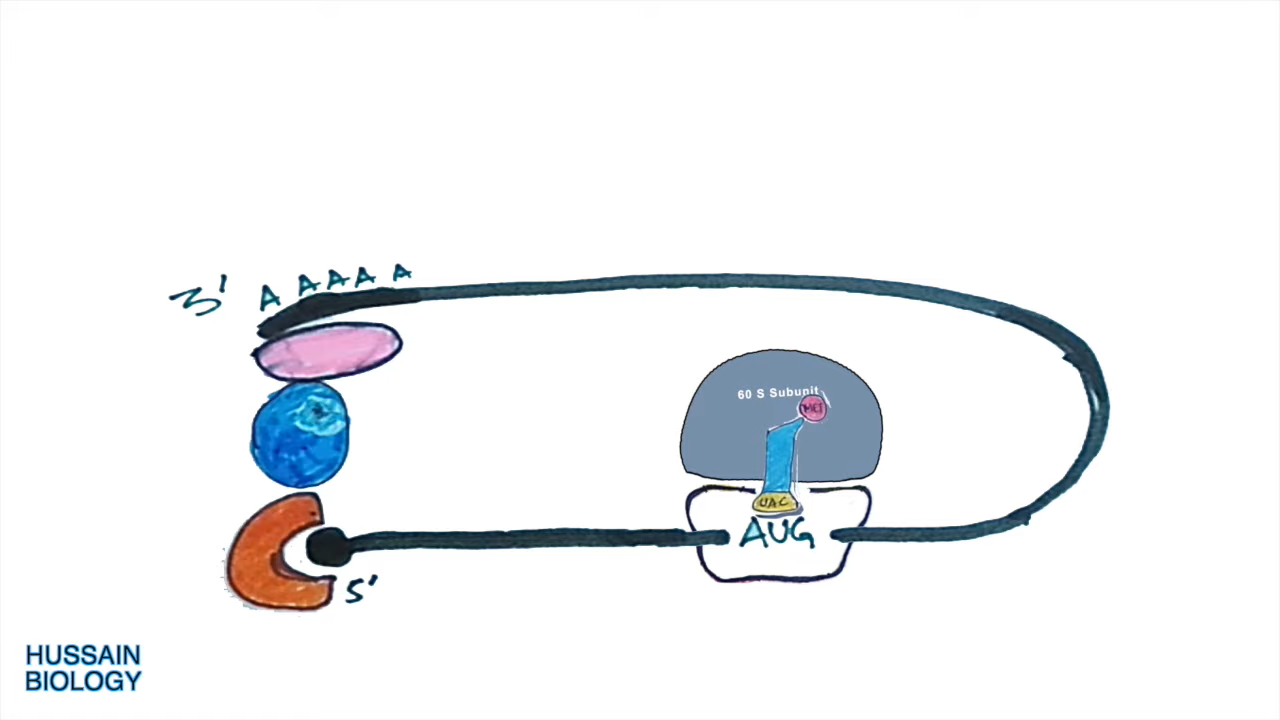 3' A A A A A
60 S Subunit
MET
UAC
AUG
5'
HUSSAIN
BIOLOGY